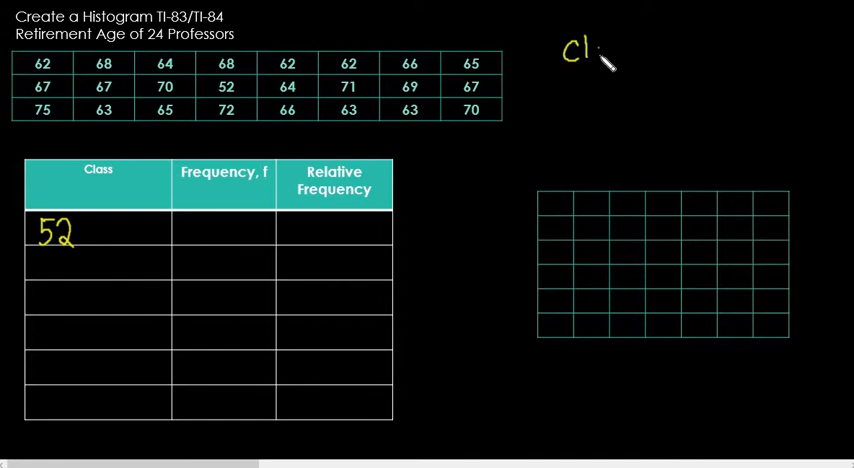 Create a Histogram TI-83/TI-84
Retirement Age of 24 Professors
62 68 64 68 62 62 66 65
67 67 70 52 64 71 69 67
75 63 65 72 66 63 63 70
Cl
Class Frequency, f Relative Frequency
52